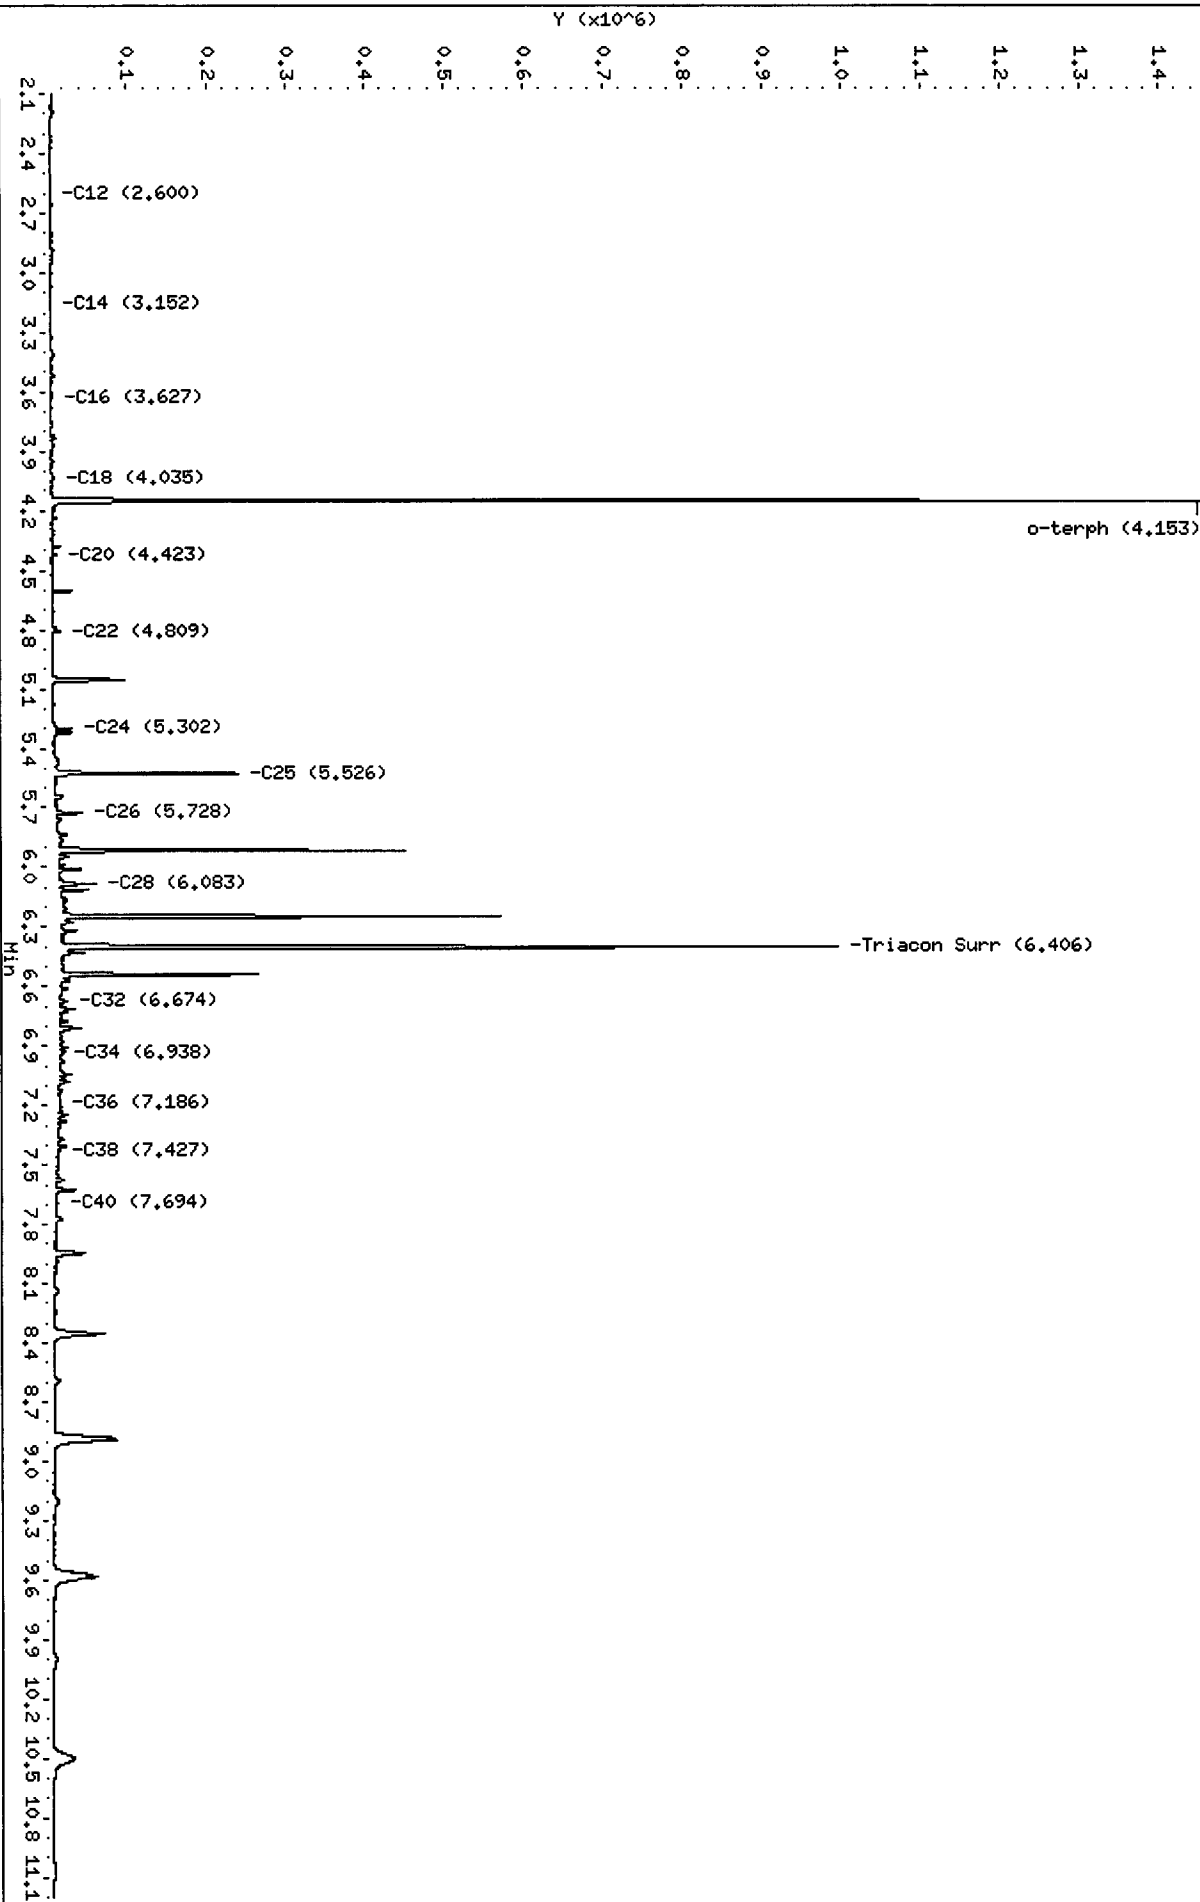 Y (x10^6)
0.1
0.2
0.3
0.4
0.5
0.6
0.7
0.8
0.9
1.0
1.1
1.2
1.3
1.4
2.1
2.4
2.7
3.0
3.3
3.6
3.9
4.2
4.5
4.8
5.1
5.4
5.7
6.0
6.3
6.6
6.9
7.2
7.5
7.8
8.1
8.4
8.7
9.0
9.3
9.6
9.9
10.2
10.5
10.8
11.1
Min
-C12 (2.600)
-C14 (3.152)
-C16 (3.627)
-C18 (4.035)
o-terph (4.153)
-C20 (4.423)
-C22 (4.809)
-C24 (5.302)
-C25 (5.526)
-C26 (5.728)
-C28 (6.083)
-Triacon Surr (6.406)
-C32 (6.674)
-C34 (6.938)
-C36 (7.186)
-C38 (7.427)
-C40 (7.694)